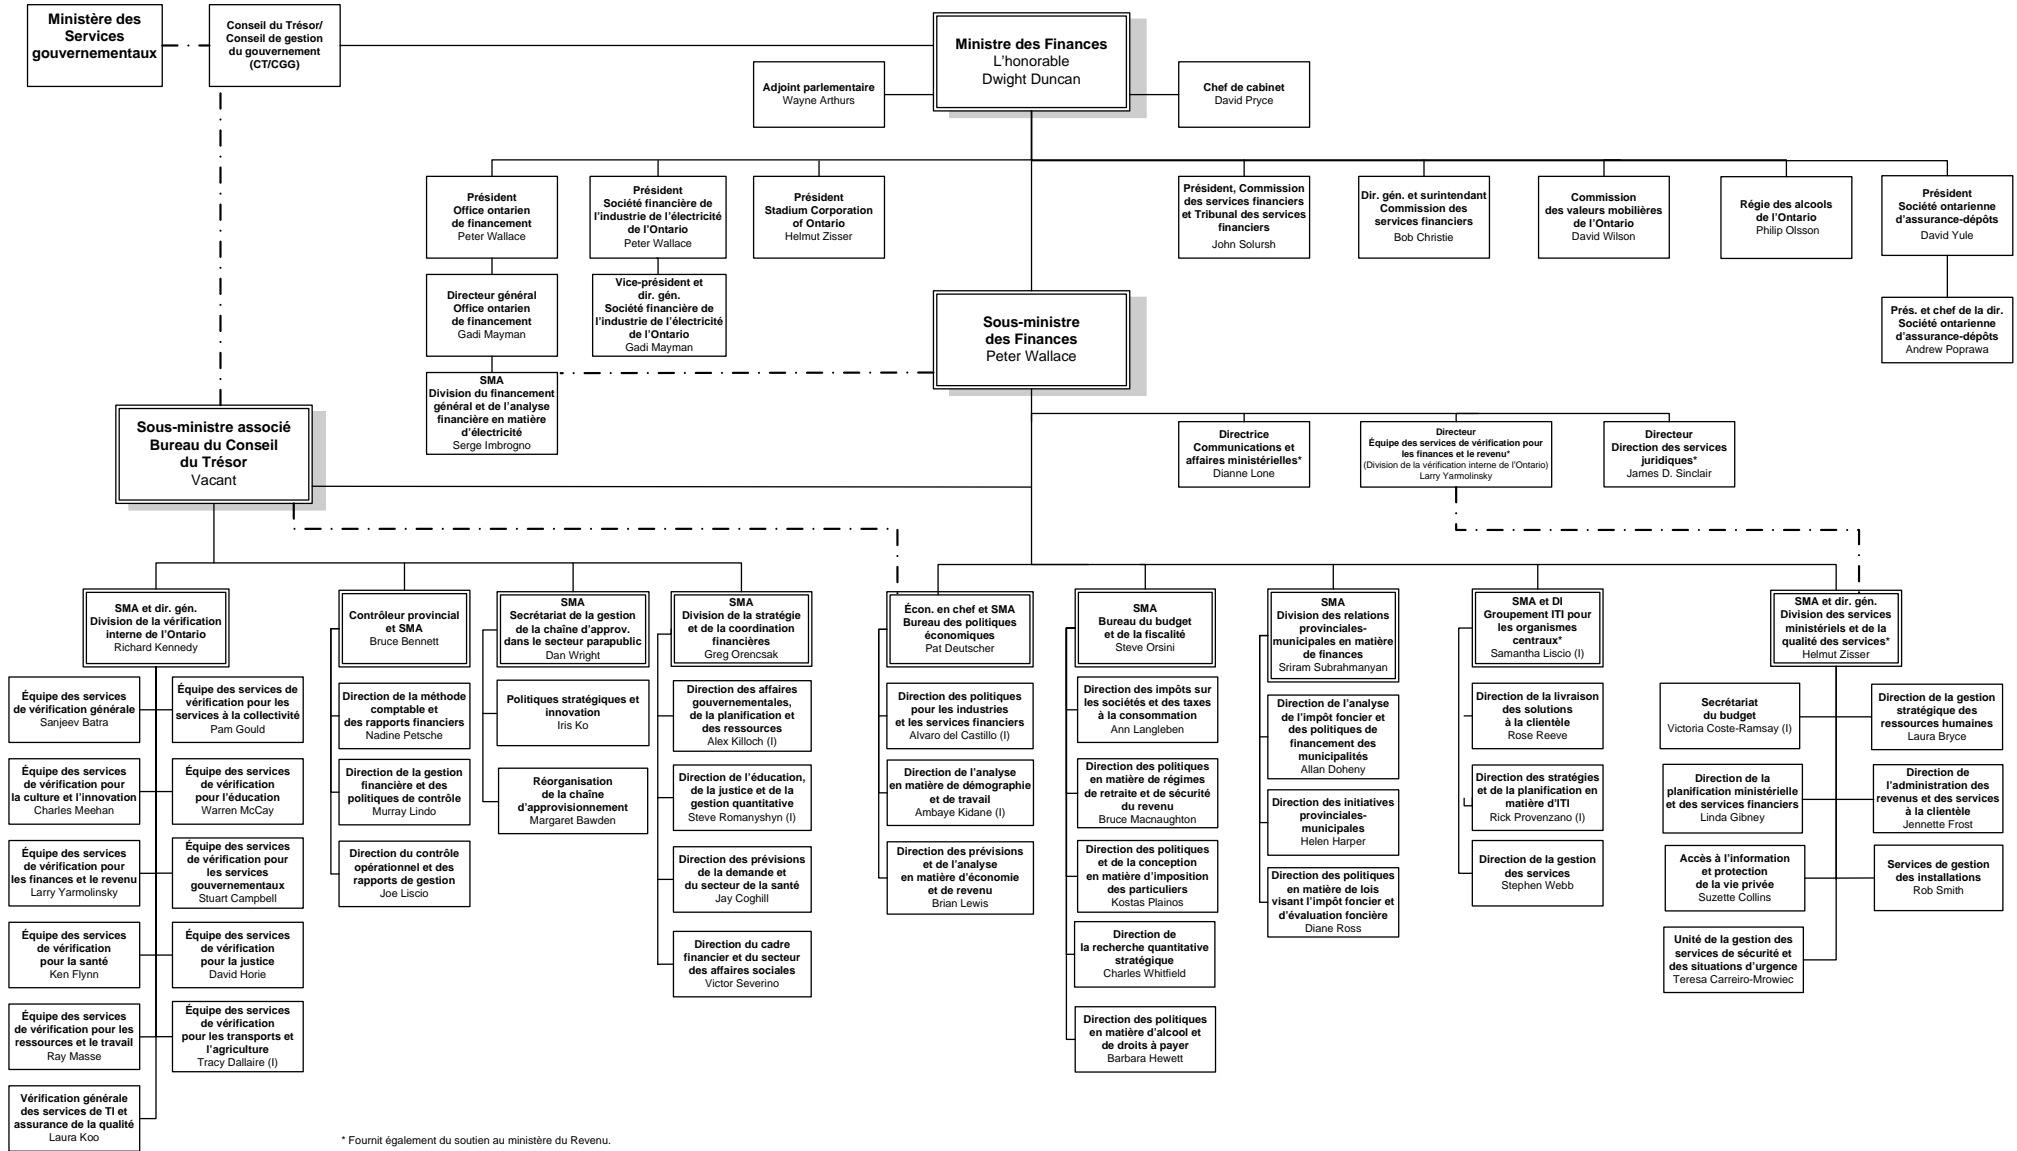 Ministère des
Services
gouvernementaux
Conseil du Trésor/
Conseil de gestion
du gouvernement
(CT/CGG)
Ministre des Finances
L'honorable
Dwight Duncan
Adjoint parlementaire
Wayne Arthurs
Chef de cabinet
David Pryce
Président
Office ontarien
de financement
Peter Wallace
Président
Société financière de
l'industrie de l'électricité
de l'Ontario
Peter Wallace
Président
Stadium Corporation
of Ontario
Helmut Zisser
Président, Commission
des services financiers
et Tribunal des services
financiers
John Solursh
Dir. gén. et surintendant
Commission des
services financiers
Bob Christie
Commission
des valeurs mobilières
de l'Ontario
David Wilson
Régie des alcools
de l'Ontario
Philip Olsson
Président
Société ontarienne
d'assurance-dépôts
David Yule
Directeur général
Office ontarien
de financement
Gadi Mayman
Vice-président et
dir. gén.
Société financière de
l'industrie de l'électricité
de l'Ontario
Gadi Mayman
Sous-ministre
des Finances
Peter Wallace
Prés. et chef de la dir.
Société ontarienne
d'assurance-dépôts
Andrew Poprawa
SMA
Division du financement
général et de l'analyse
financière en matière
d'électricité
Serge Imbrogno
Sous-ministre associé
Bureau du Conseil
du Trésor
Vacant
Directrice
Communications et
affaires ministérielles*
Dianne Lone
Directeur
Équipe des services de vérification pour
les finances et le revenu*
(Division de la vérification interne de l'Ontario)
Larry Yarmolinsky
Directeur
Direction des services
juridiques*
James D. Sinclair
SMA et dir. gén.
Division de la vérification
interne de l'Ontario
Richard Kennedy
Contrôleur provincial
et SMA
Bruce Bennett
SMA
Secrétariat de la gestion
de la chaîne d'approv.
dans le secteur parapublic
Dan Wright
SMA
Division de la stratégie
et de la coordination
financières
Greg Orencsak
Écon. en chef et SMA
Bureau des politiques
économiques
Pat Deutscher
SMA
Bureau du budget
et de la fiscalité
Steve Orsini
SMA
Division des relations
provinciales-
municipales en matière
de finances
Sriram Subrahmanyan
SMA et DI
Groupement ITI pour
les organismes
centraux*
Samantha Liscio (I)
SMA et dir. gén.
Division des services
ministériels et de la
qualité des services*
Helmut Zisser
Équipe des services
de vérification générale
Sanjeev Batra
Équipe des services de
vérification pour les
services à la collectivité
Pam Gould
Équipe des services
de vérification pour
la culture et l'innovation
Charles Meehan
Équipe des services
de vérification
pour l'éducation
Warren McCay
Équipe des services
de vérification pour
les finances et le revenu
Larry Yarmolinsky
Équipe des services
de vérification pour
les services
gouvernementaux
Stuart Campbell
Équipe des services
de vérification
pour la santé
Ken Flynn
Équipe des services
de vérification
pour la justice
David Horie
Équipe des services
de vérification pour les
ressources et le travail
Ray Masse
Équipe des services
de vérification
pour les transports et
l'agriculture
Tracy Dallaire (I)
Vérification générale
des services de TI et
assurance de la qualité
Laura Koo
Direction de la méthode
comptable et
des rapports financiers
Nadine Petsche
Direction de la gestion
financière et des
politiques de contrôle
Murray Lindo
Direction du contrôle
opérationnel et des
rapports de gestion
Joe Liscio
Politiques stratégiques et
innovation
Iris Ko
Réorganisation
de la chaîne
d'approvisionnement
Margaret Bawden
Direction des affaires
gouvernementales,
de la planification et
des ressources
Alex Killoch (I)
Direction de l'éducation,
de la justice et de la
gestion quantitative
Steve Romanyshyn (I)
Direction des prévisions
de la demande et
du secteur de la santé
Jay Coghill
Direction du cadre
financier et du secteur
des affaires sociales
Victor Severino
Direction des politiques
pour les industries
et les services financiers
Alvaro del Castillo (I)
Direction de l'analyse
en matière de démographie
et de travail
Ambaye Kidane (I)
Direction des prévisions
et de l'analyse
en matière d'économie
et de revenu
Brian Lewis
Direction des impôts sur
les sociétés et des taxes
à la consommation
Ann Langleben
Direction des politiques
en matière de régimes
de retraite et de sécurité
du revenu
Bruce Macnaughton
Direction des politiques
et de la conception
en matière d'imposition
des particuliers
Kostas Plainos
Direction de
la recherche quantitative
stratégique
Charles Whitfield
Direction des politiques
en matière d'alcool et
de droits à payer
Barbara Hewett
Direction de l'analyse
de l'impôt foncier et
des politiques de
financement des
municipalités
Allan Doheny
Direction des initiatives
provinciales-
municipales
Helen Harper
Direction des politiques
en matière de lois
visant l'impôt foncier et
d'évaluation foncière
Diane Ross
Direction de la livraison
des solutions
à la clientèle
Rose Reeve
Direction des stratégies
et de la planification en
matière d'ITI
Rick Provenzano (I)
Direction de la gestion
des services
Stephen Webb
Secrétariat
du budget
Victoria Coste-Ramsay (I)
Direction de la gestion
stratégique des
ressources humaines
Laura Bryce
Direction de la
planification ministérielle
et des services financiers
Linda Gibney
Direction de
l'administration des
revenus et des services
à la clientèle
Jennette Frost
Accès à l'information
et protection
de la vie privée
Suzette Collins
Services de gestion
des installations
Rob Smith
Unité de la gestion des
services de sécurité et
des situations d'urgence
Teresa Carreiro-Mrowiec
* Fournit également du soutien au ministère du Revenu.